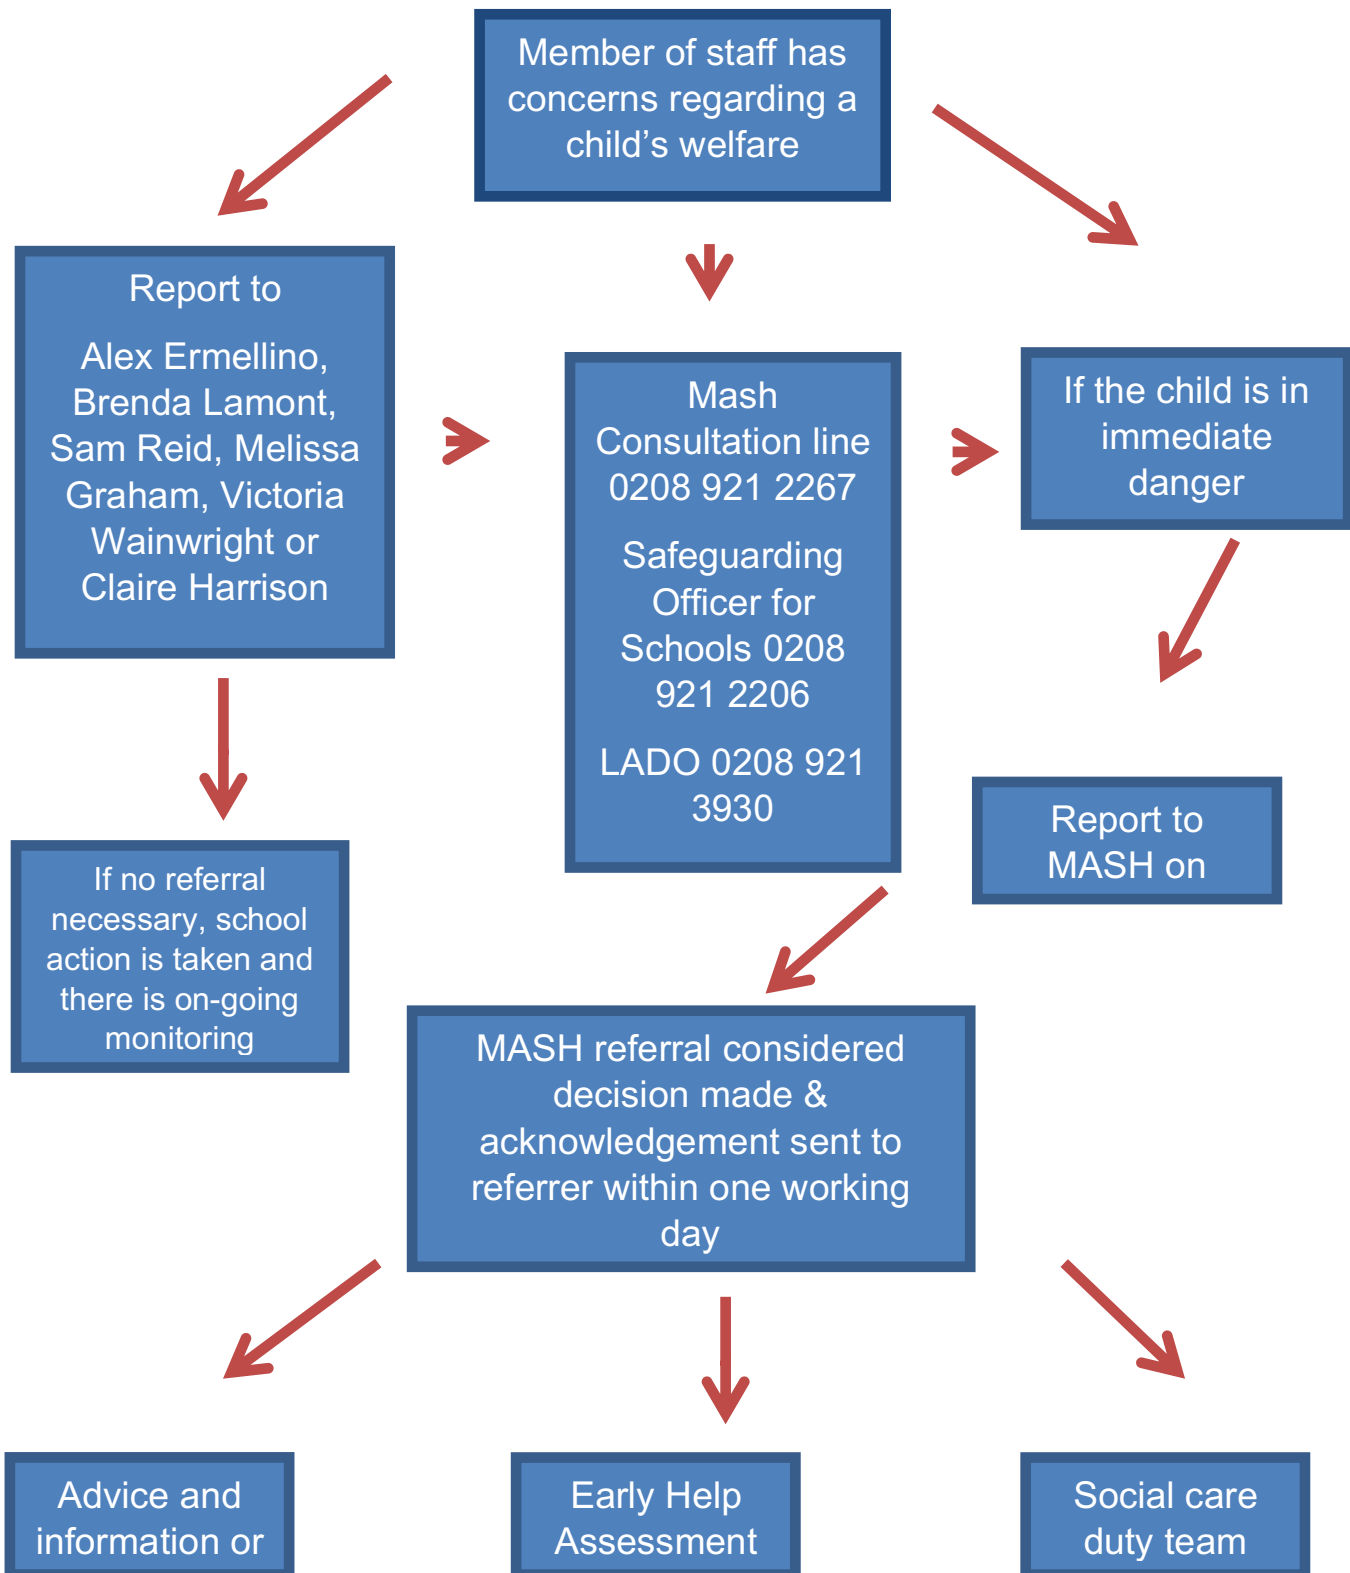 Member of staff has
concerns regarding a
child's welfare
Report to
Alex Ermellino,
Brenda Lamont,
Sam Reid, Melissa
Graham, Victoria
Wainwright or
Claire Harrison
Mash
Consultation line
0208 921 2267
Safeguarding
Officer for
Schools 0208
921 2206
LADO 0208 921
3930
If the child is in
immediate
danger
Report to
MASH on
If no referral
necessary, school
action is taken and
there is on-going
monitoring
MASH referral considered
decision made &
acknowledgement sent to
referrer within one working
day
Advice and
information or
Early Help
Assessment
Social care
duty team